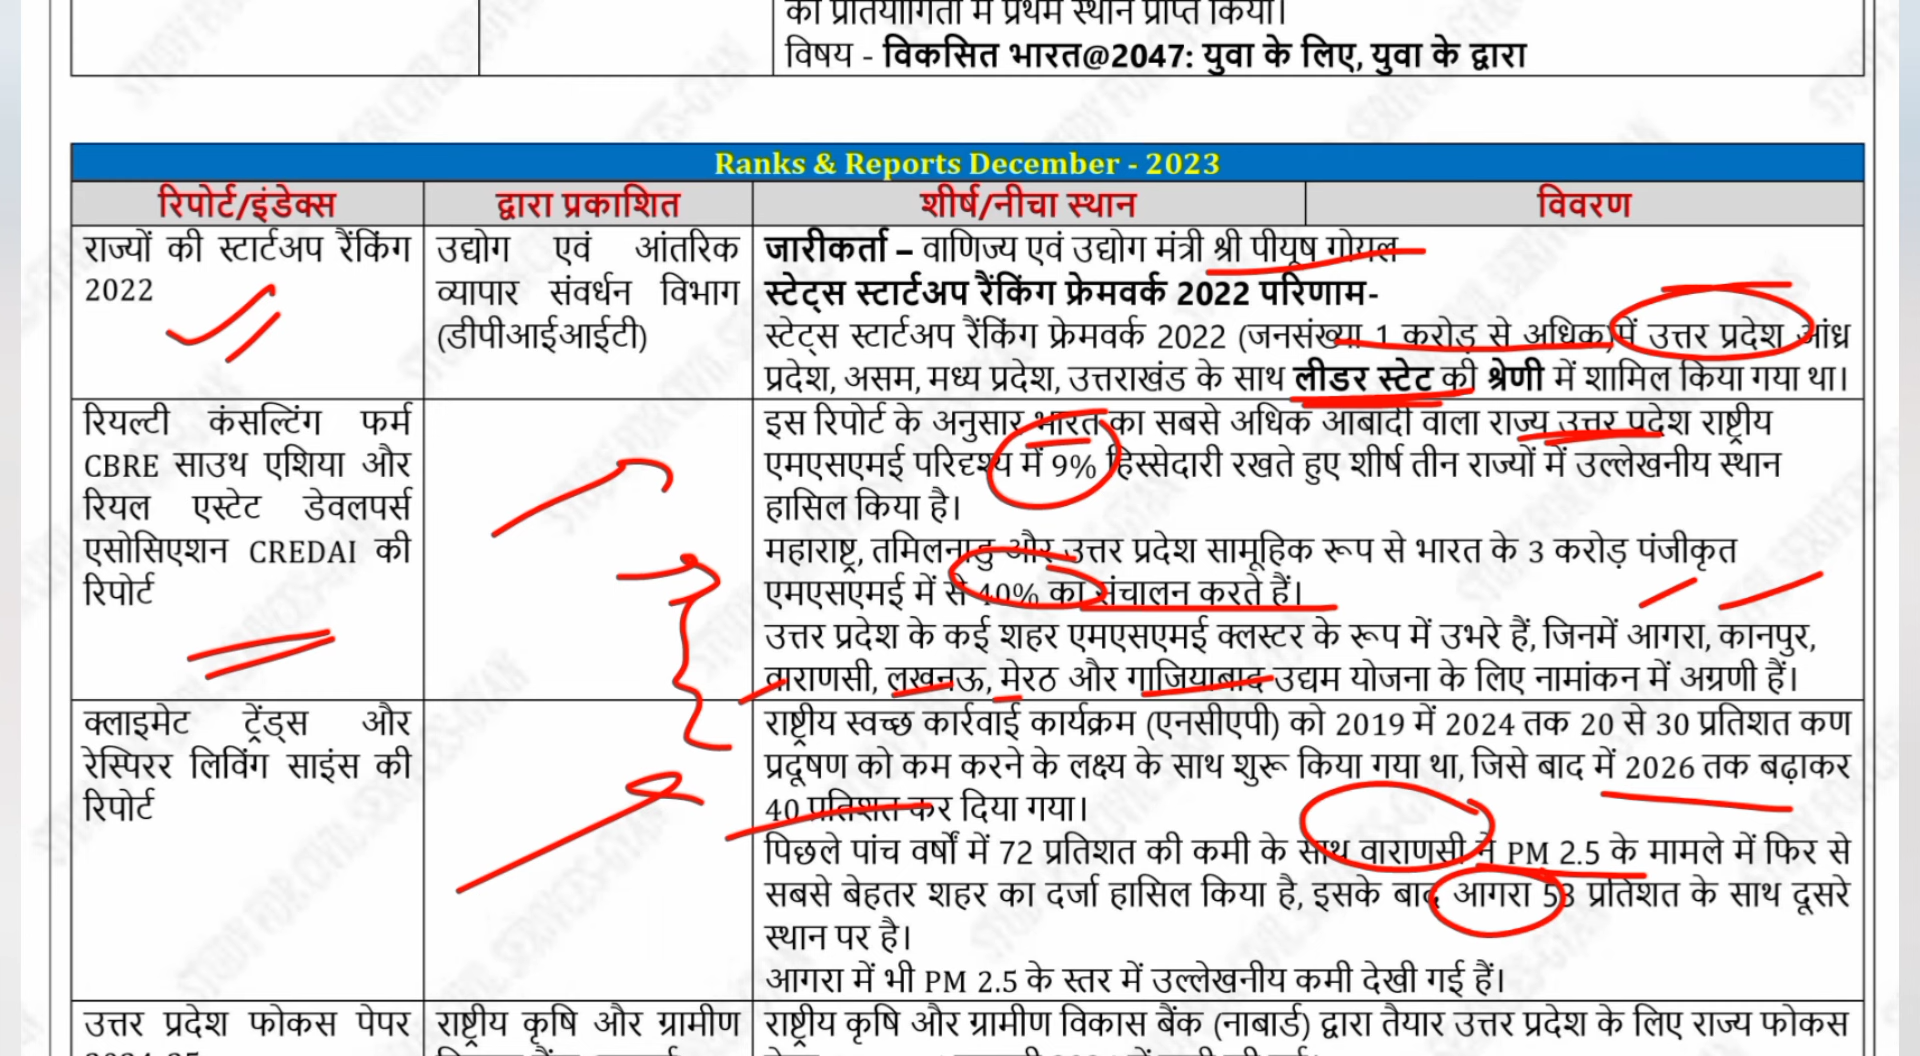 की प्रतियोगिता में प्रथम स्थान प्राप्त किया।
विषय - विकसित भारत@2047: युवा के लिए, युवा के द्वारा
Ranks & Reports December - 2023
रिपोर्ट/इंडेक्स
द्वारा प्रकाशित
शीर्ष/नीचा स्थान
विवरण
राज्यों की स्टार्टअप रैंकिंग
2022
उद्योग एवं आंतरिक
व्यापार संवर्धन विभाग
(डीपीआईआईटी)
जारीकर्ता – वाणिज्य एवं उद्योग मंत्री श्री पीयूष गोयल
स्टेट्स स्टार्टअप रैंकिंग फ्रेमवर्क 2022 परिणाम-
स्टेट्स स्टार्टअप रैंकिंग फ्रेमवर्क 2022 (जनसंख्या 1 करोड़ से अधिक) में उत्तर प्रदेश आंध्र
प्रदेश, असम, मध्य प्रदेश, उत्तराखंड के साथ लीडर स्टेट की श्रेणी में शामिल किया गया था।
रियल्टी कंसल्टिंग फर्म
CBRE साउथ एशिया और
रियल एस्टेट डेवलपर्स
एसोसिएशन CREDAI की
रिपोर्ट
इस रिपोर्ट के अनुसार भारत का सबसे अधिक आबादी वाला राज्य उत्तर प्रदेश राष्ट्रीय
एमएसएमई परिदृश्य में 9% हिस्सेदारी रखते हुए शीर्ष तीन राज्यों में उल्लेखनीय स्थान
हासिल किया है।
महाराष्ट्र, तमिलनाडु और उत्तर प्रदेश सामूहिक रूप से भारत के 3 करोड़ पंजीकृत
एमएसएमई में से 40% का संचालन करते हैं।
उत्तर प्रदेश के कई शहर एमएसएमई क्लस्टर के रूप में उभरे हैं, जिनमें आगरा, कानपुर,
वाराणसी, लखनऊ, मेरठ और गाजियाबाद उद्यम योजना के लिए नामांकन में अग्रणी हैं।
क्लाइमेट ट्रेंड्स और
रेस्पिरर लिविंग साइंस की
रिपोर्ट
राष्ट्रीय स्वच्छ कार्रवाई कार्यक्रम (एनसीएपी) को 2019 में 2024 तक 20 से 30 प्रतिशत कण
प्रदूषण को कम करने के लक्ष्य के साथ शुरू किया गया था, जिसे बाद में 2026 तक बढ़ाकर
40 प्रतिशत कर दिया गया।
पिछले पांच वर्षों में 72 प्रतिशत की कमी के साथ वाराणसी ने PM 2.5 के मामले में फिर से
सबसे बेहतर शहर का दर्जा हासिल किया है, इसके बाद आगरा 53 प्रतिशत के साथ दूसरे
स्थान पर है।
आगरा में भी PM 2.5 के स्तर में उल्लेखनीय कमी देखी गई हैं।
उत्तर प्रदेश फोकस पेपर
राष्ट्रीय कृषि और ग्रामीण
राष्ट्रीय कृषि और ग्रामीण विकास बैंक (नाबार्ड) द्वारा तैयार उत्तर प्रदेश के लिए राज्य फोकस